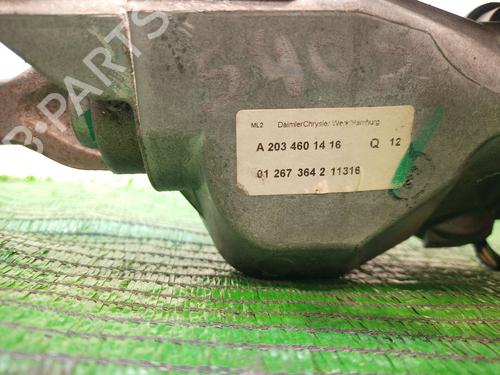 B-PARTS
ML2 DaimlerChrysler Werk Hamburg
A 203 460 14 16 Q 12
01 267 364 2 11316